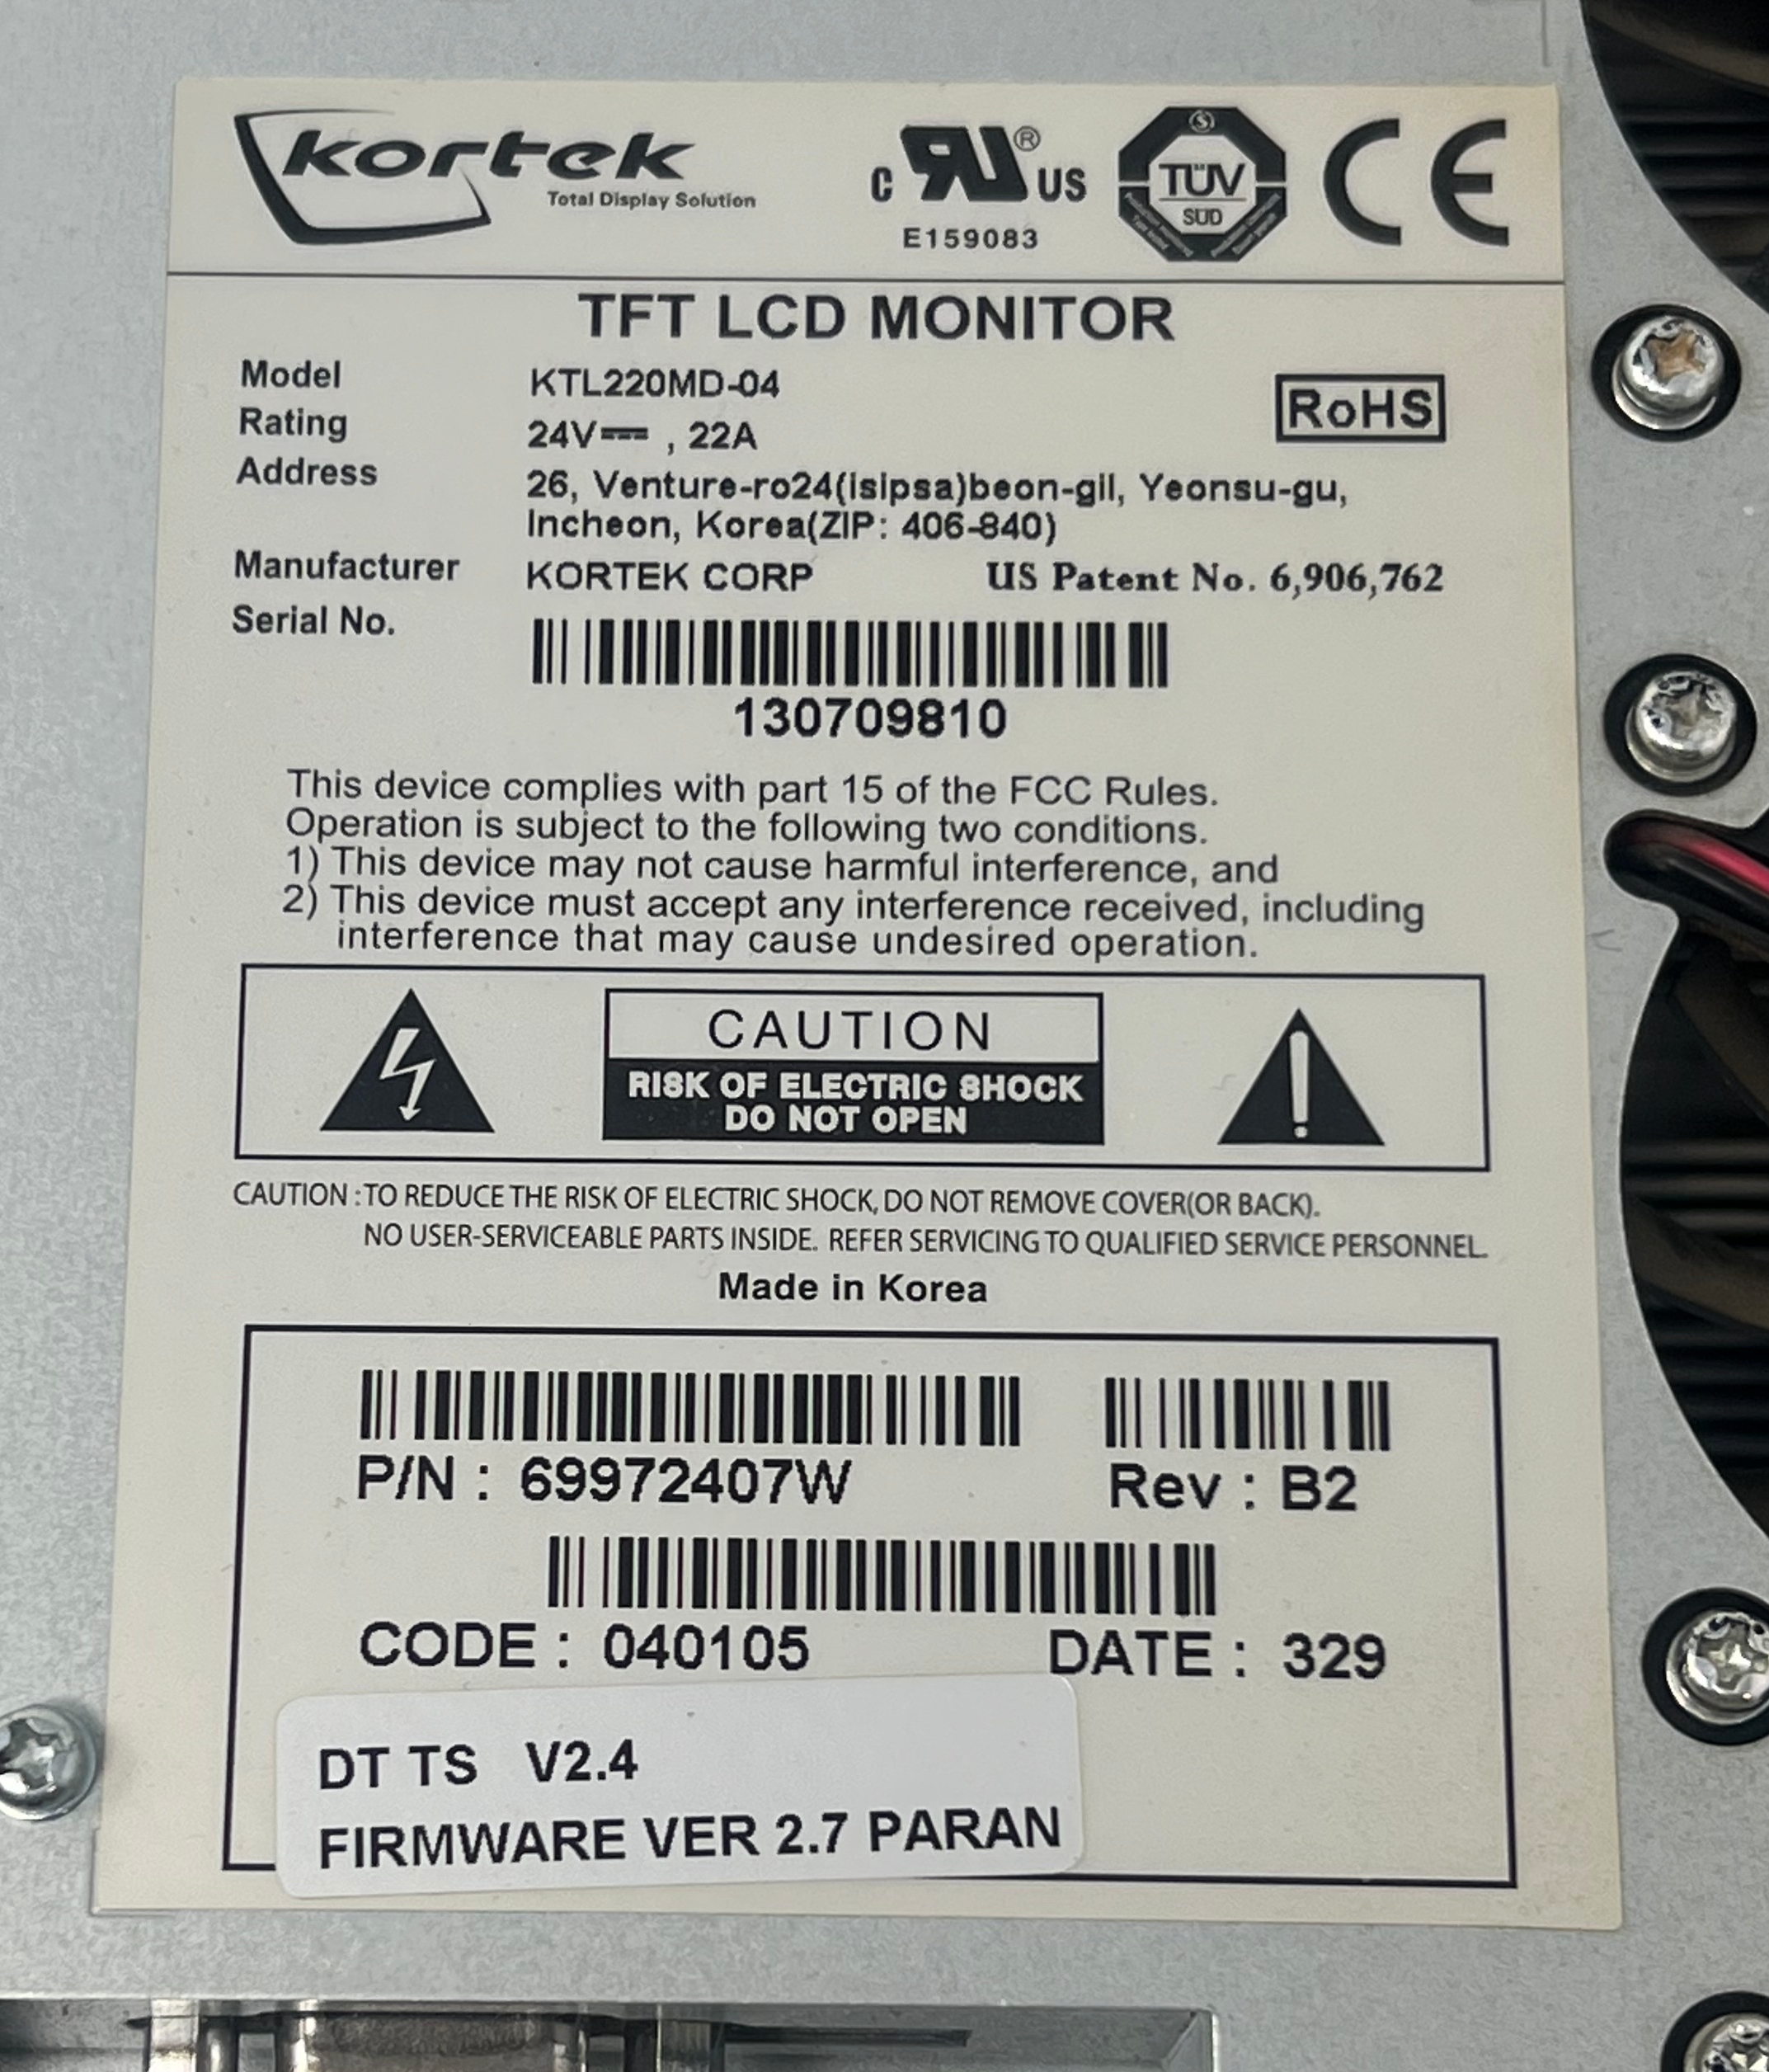 kortek
Total Display Solution
c RU® US
E159083
TÜV
SÜD
CE
TFT LCD MONITOR
Model KTL220MD-04
RoHS
Rating 24V⎓ , 22A
Address 26, Venture-ro24(isipsa)beon-gil, Yeonsu-gu,
Incheon, Korea(ZIP: 406-840)
Manufacturer KORTEK CORP US Patent No. 6,906,762
Serial No.
130709810
This device complies with part 15 of the FCC Rules.
Operation is subject to the following two conditions.
1) This device may not cause harmful interference, and
2) This device must accept any interference received, including
interference that may cause undesired operation.
CAUTION
RISK OF ELECTRIC SHOCK
DO NOT OPEN
CAUTION : TO REDUCE THE RISK OF ELECTRIC SHOCK, DO NOT REMOVE COVER(OR BACK).
NO USER-SERVICEABLE PARTS INSIDE. REFER SERVICING TO QUALIFIED SERVICE PERSONNEL.
Made in Korea
P/N : 69972407W Rev : B2
CODE : 040105 DATE : 329
DT TS V2.4
FIRMWARE VER 2.7 PARAN